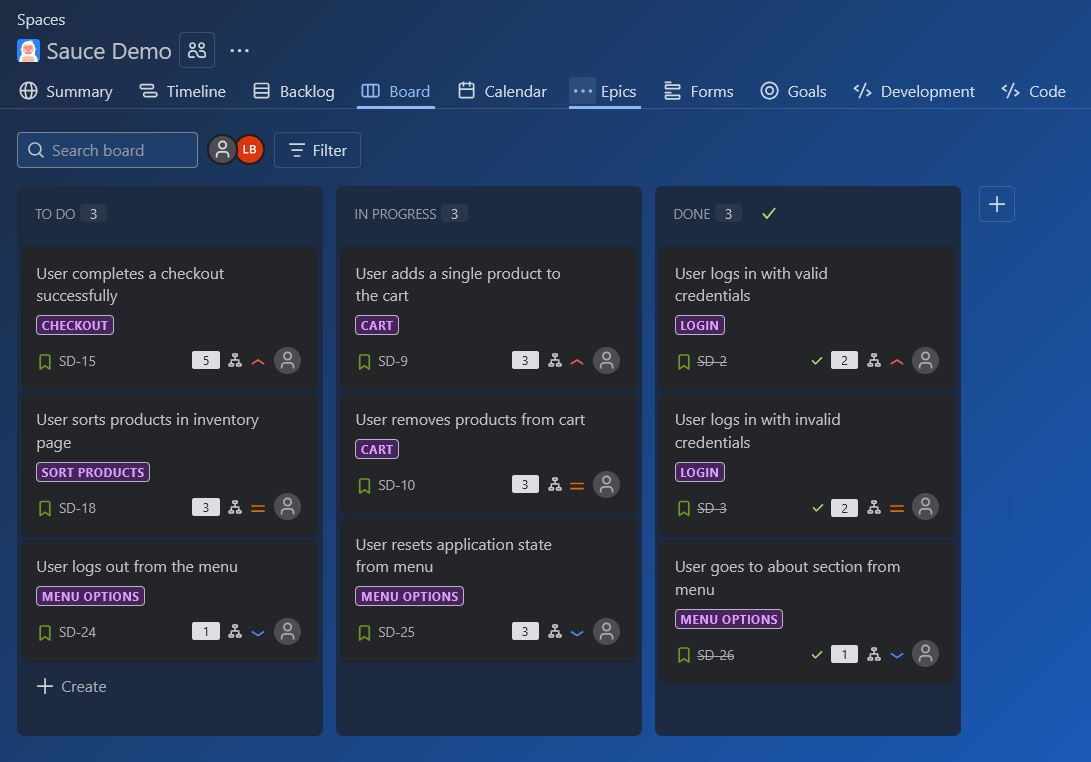 Spaces
Sauce Demo
Summary Timeline Backlog Board Calendar Epics Forms Goals Development Code
Search board LB Filter
TO DO 3
User completes a checkout
successfully
CHECKOUT
SD-15 5
User sorts products in inventory
page
SORT PRODUCTS
SD-18 3
User logs out from the menu
MENU OPTIONS
SD-24 1
Create
IN PROGRESS 3
User adds a single product to
the cart
CART
SD-9 3
User removes products from cart
CART
SD-10 3
User resets application state
from menu
MENU OPTIONS
SD-25 3
DONE 3
User logs in with valid
credentials
LOGIN
SD-2 2
User logs in with invalid
credentials
LOGIN
SD-3 2
User goes to about section from
menu
MENU OPTIONS
SD-26 1